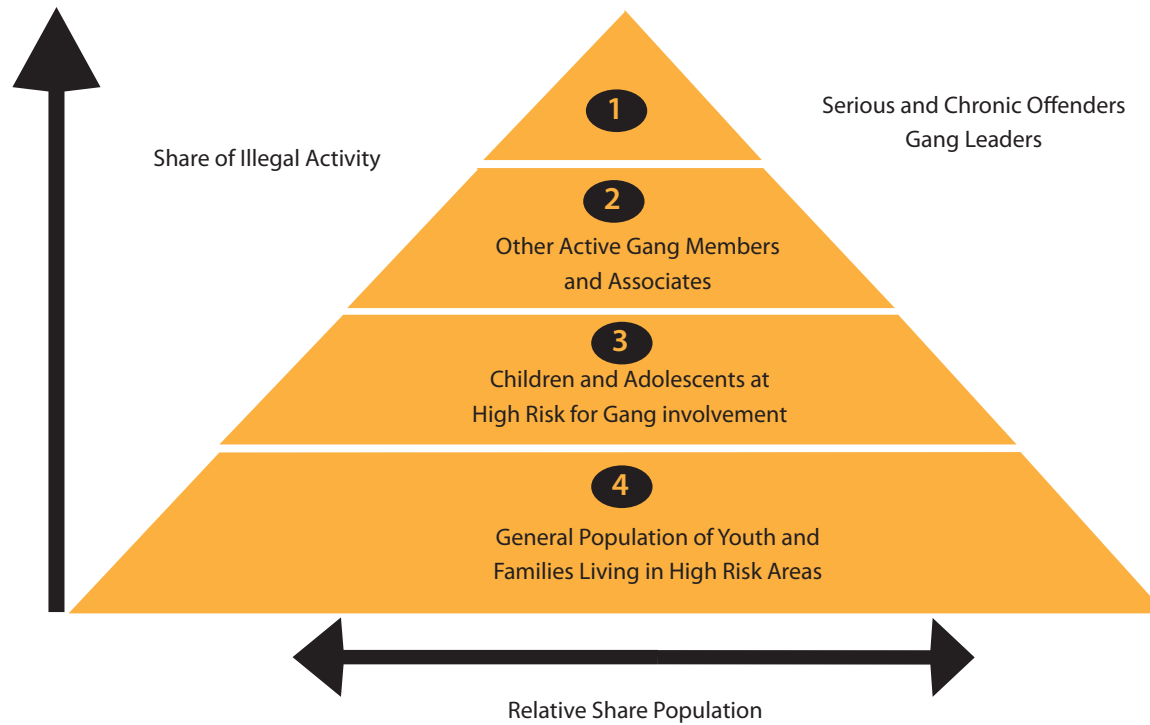 1
Serious and Chronic Offenders
Gang Leaders
Share of Illegal Activity
2
Other Active Gang Members
and Associates
3
Children and Adolescents at
High Risk for Gang involvement
4
General Population of Youth and
Families Living in High Risk Areas
Relative Share Population